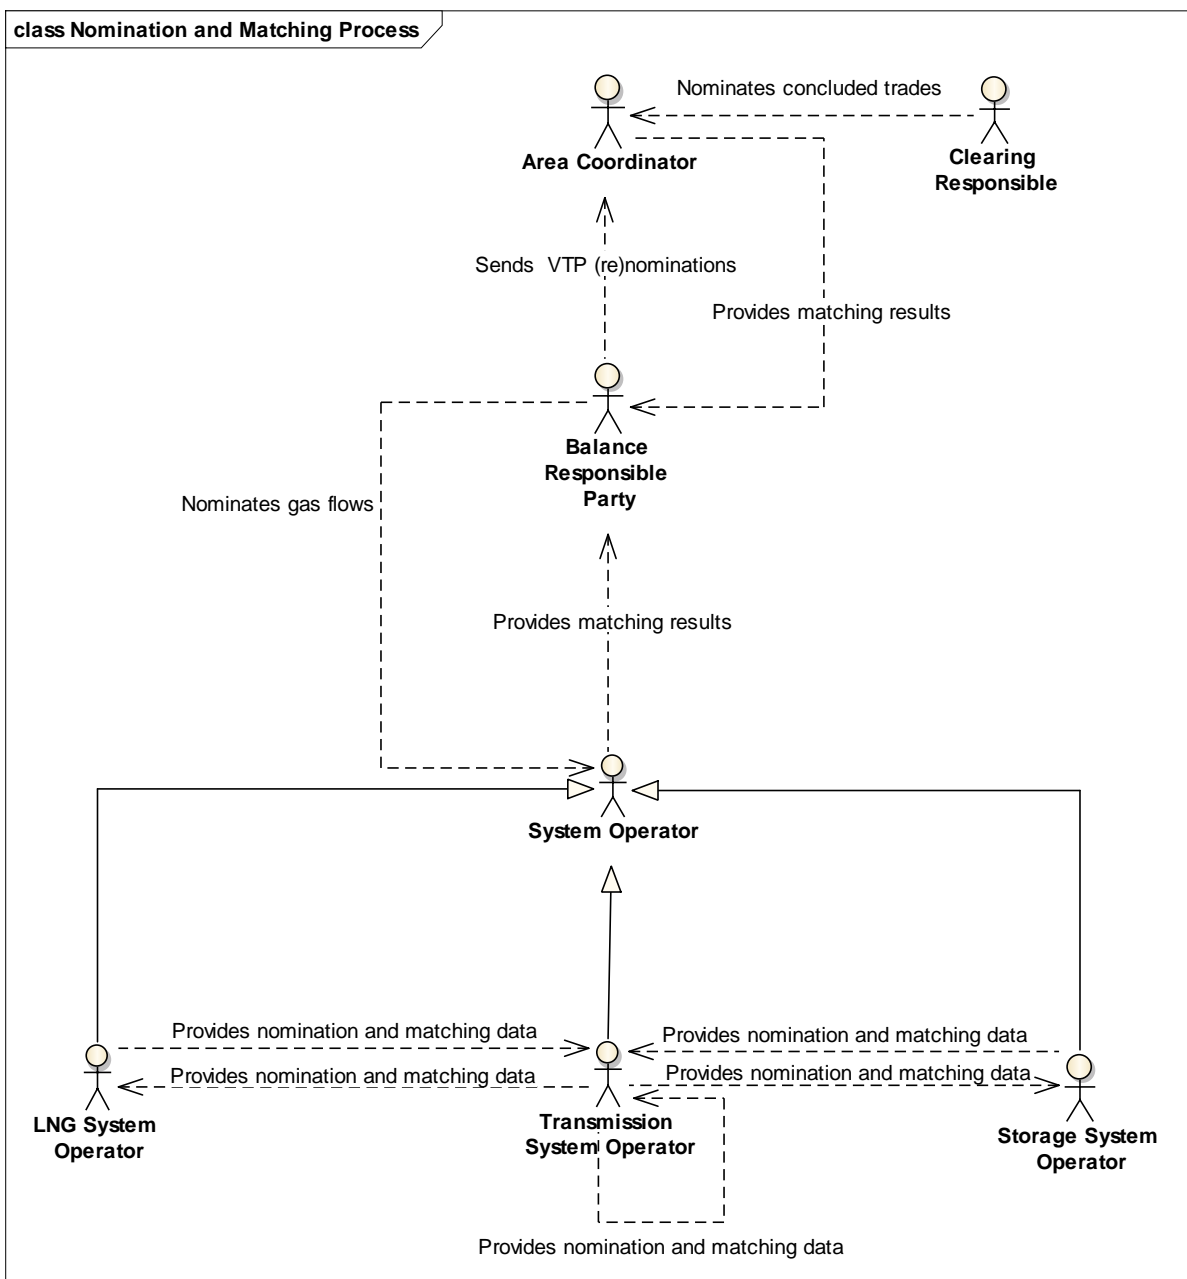 class Nomination and Matching Process
Nominates concluded trades
Area Coordinator
Clearing
Responsible
Sends VTP (re)nominations
Provides matching results
Balance
Responsible
Party
Nominates gas flows
Provides matching results
System Operator
Provides nomination and matching data
Provides nomination and matching data
Provides nomination and matching data
Provides nomination and matching data
LNG System
Operator
Transmission
System Operator
Storage System
Operator
Provides nomination and matching data